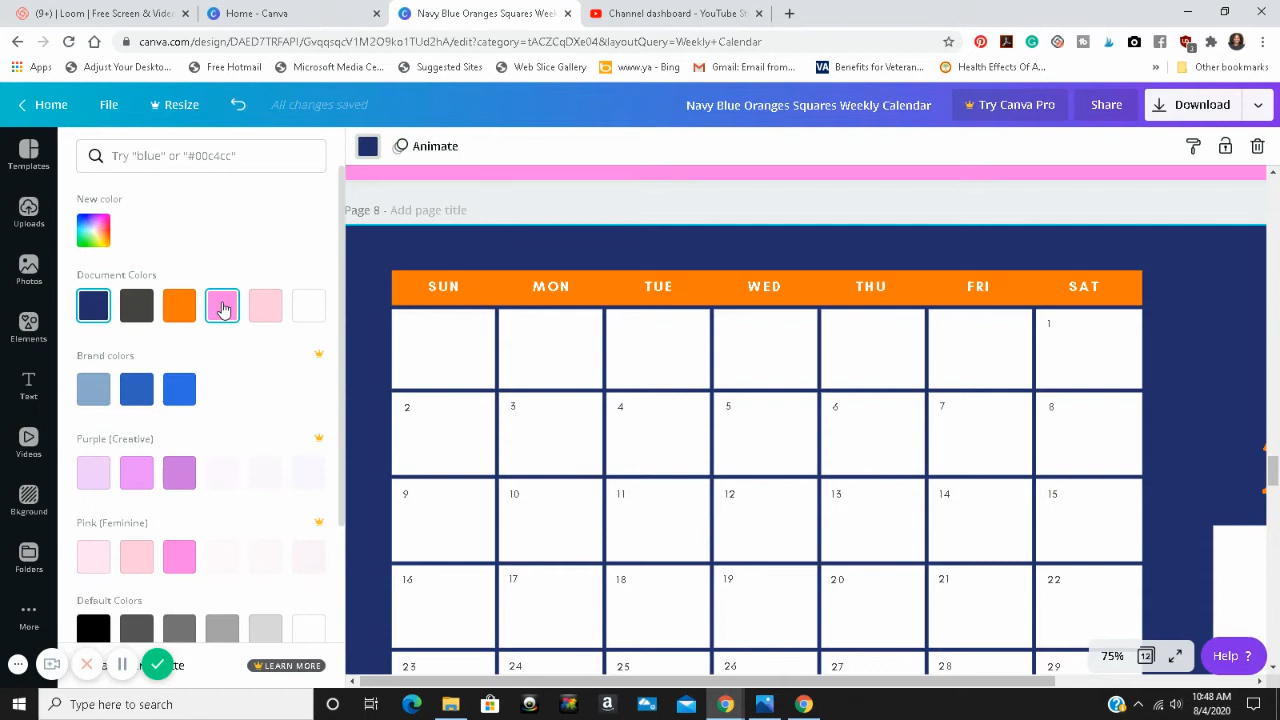 (9+) | Loom | Free Screen & Video
Home - Canva
Navy Blue Oranges Squares Week
Channel dashboard - YouTube St
canva.com/design/
/edit?category=tACZCqDXe04&layoutQuery=Weekly+Calendar
Apps
Adjust Your Deskto...
Free Hotmail
Microsoft Media Ce...
Suggested Sites
Web Slice Gallery
www.ya - Bing
Gmail: Email from...
VA
Benefits for Veteran...
Health Effects Of A...
»
Other bookmarks
Home
File
Resize
All changes saved
Navy Blue Oranges Squares Weekly Calendar
Try Canva Pro
Share
Download
Templates
Uploads
Photos
Elements
Text
Videos
Bkground
Folders
More
Try "blue" or "#00c4cc"
New color
Document Colors
Brand colors
Purple (Creative)
Pink (Feminine)
Default Colors
LEARN MORE
Animate
Page 8 - Add page title
SUN MON TUE WED THU FRI SAT
1
2 3 4 5 6 7 8
9 10 11 12 13 14 15
16 17 18 19 20 21 22
23 24 25 26 27 28 29
75%
12
Help ?
Type here to search
10:48 AM
8/4/2020